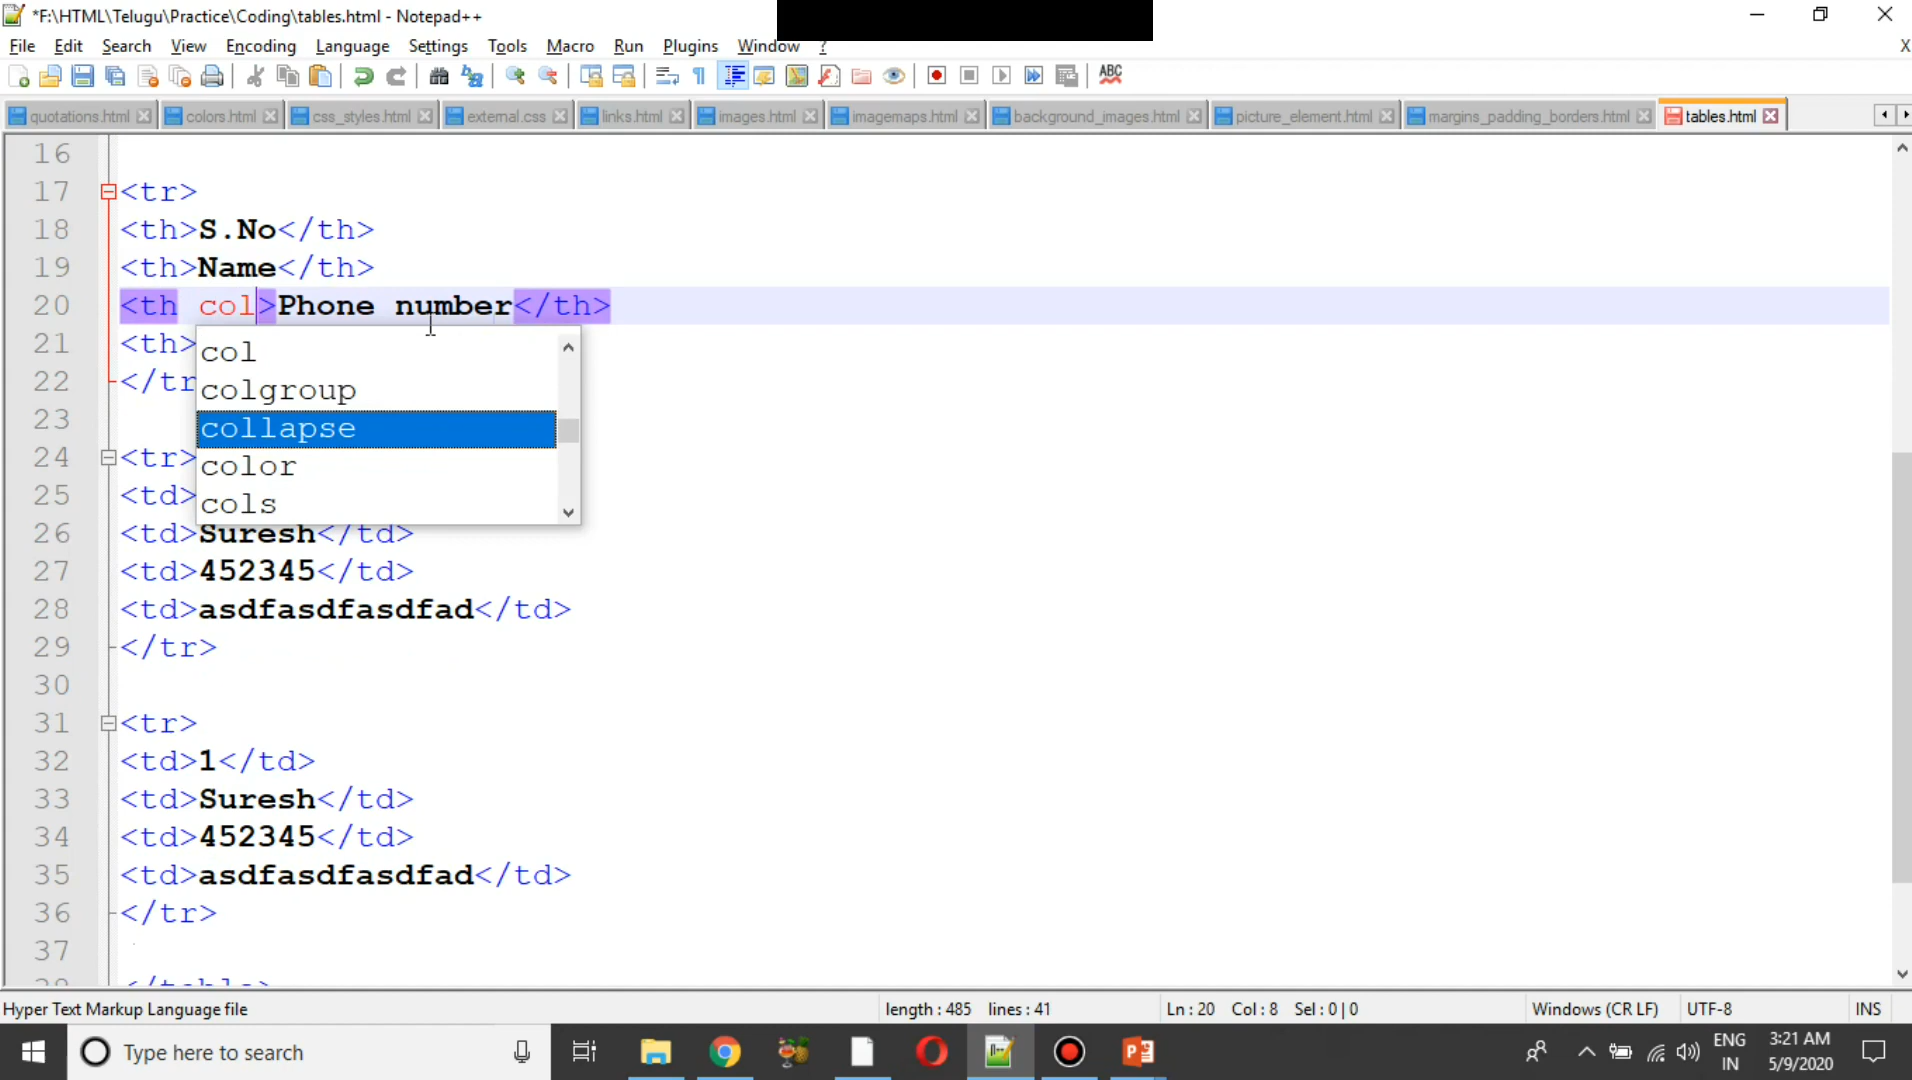 *F:\HTML\Telugu\Practice\Coding\tables.html - Notepad++
File Edit Search View Encoding Language Settings Tools Macro Run Plugins Window ? X
ABC
quotations.html colors.html css_styles.html external.css links.html images.html imagemaps.html background_images.html picture_element.html margins_padding_borders.html tables.html
16
17 <tr>
18 <th>S.No</th>
19 <th>Name</th>
20 <th col>Phone number</th>
21 <th>
22 </tr
23
24 <tr>
25 <td>
col
colgroup
collapse
color
cols
26 <td>Suresh</td>
27 <td>452345</td>
28 <td>asdfasdfasdfad</td>
29 </tr>
30
31 <tr>
32 <td>1</td>
33 <td>Suresh</td>
34 <td>452345</td>
35 <td>asdfasdfasdfad</td>
36 </tr>
37
38 </table>
Hyper Text Markup Language file length : 485 lines : 41 Ln : 20 Col : 8 Sel : 0 | 0 Windows (CR LF) UTF-8 INS
Type here to search
ENG
IN
3:21 AM
5/9/2020